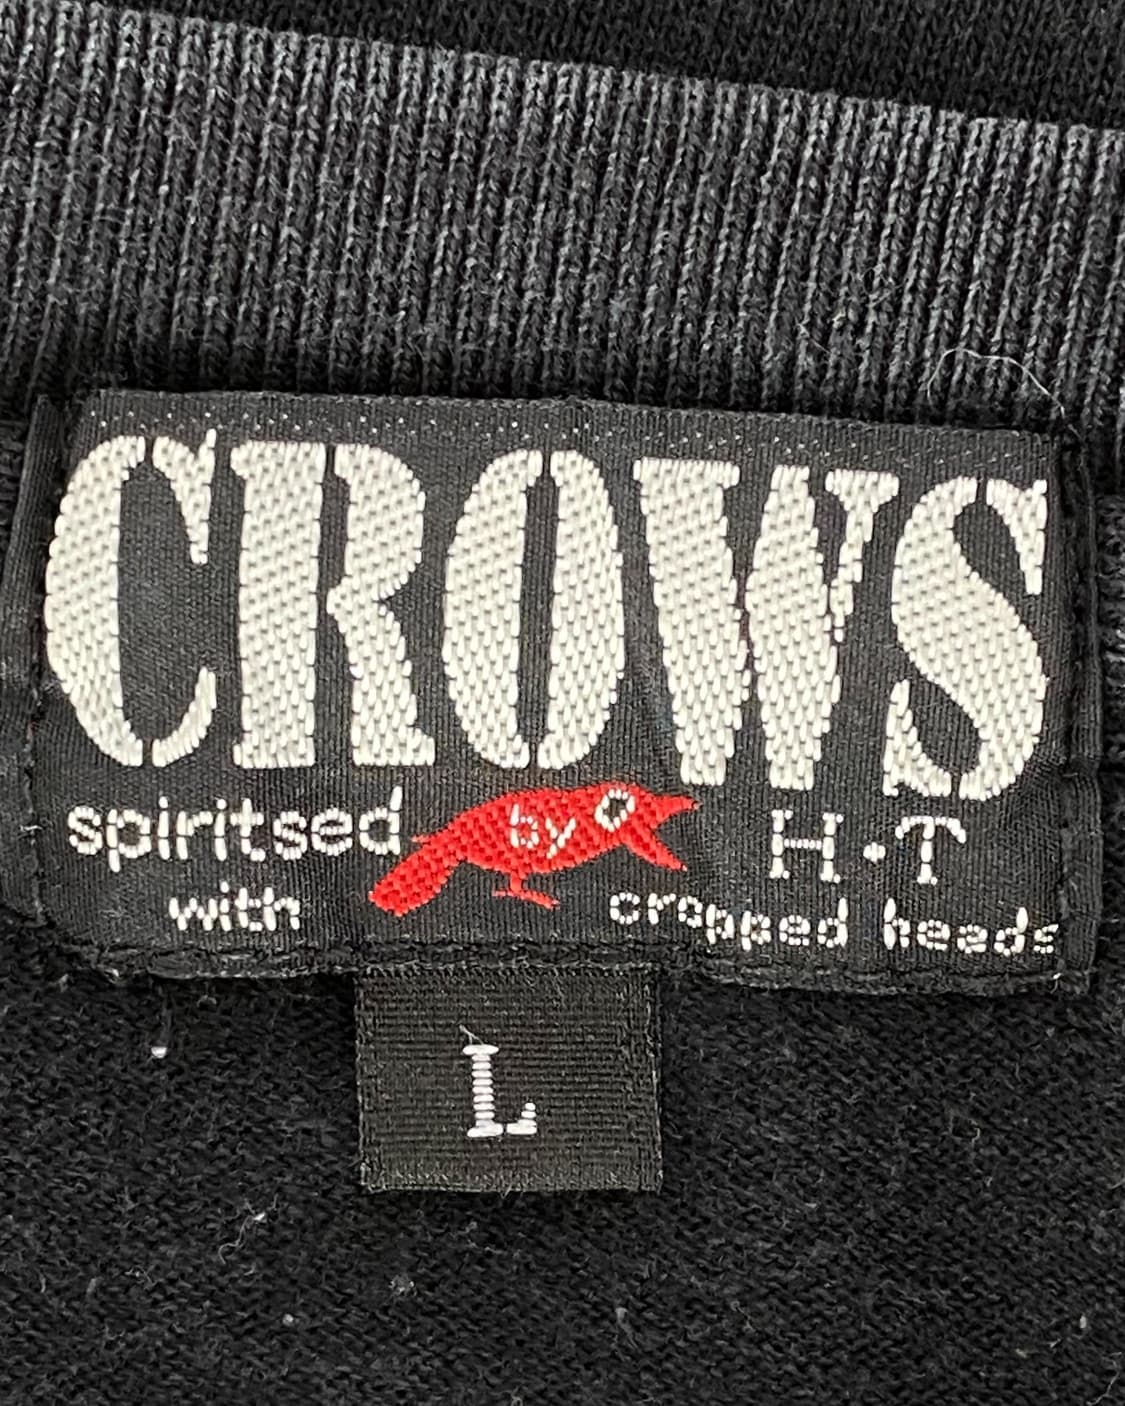 CROWS
spiritsed by H·T
with cropped heads
L